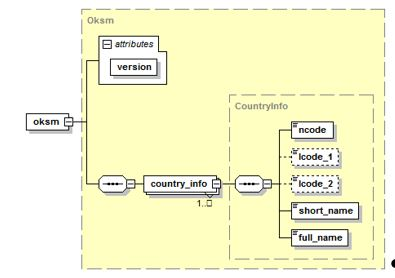 Oksm
attributes
version
CountryInfo
oksm
ncode
lcode_1
country_info
lcode_2
1..□
short_name
full_name